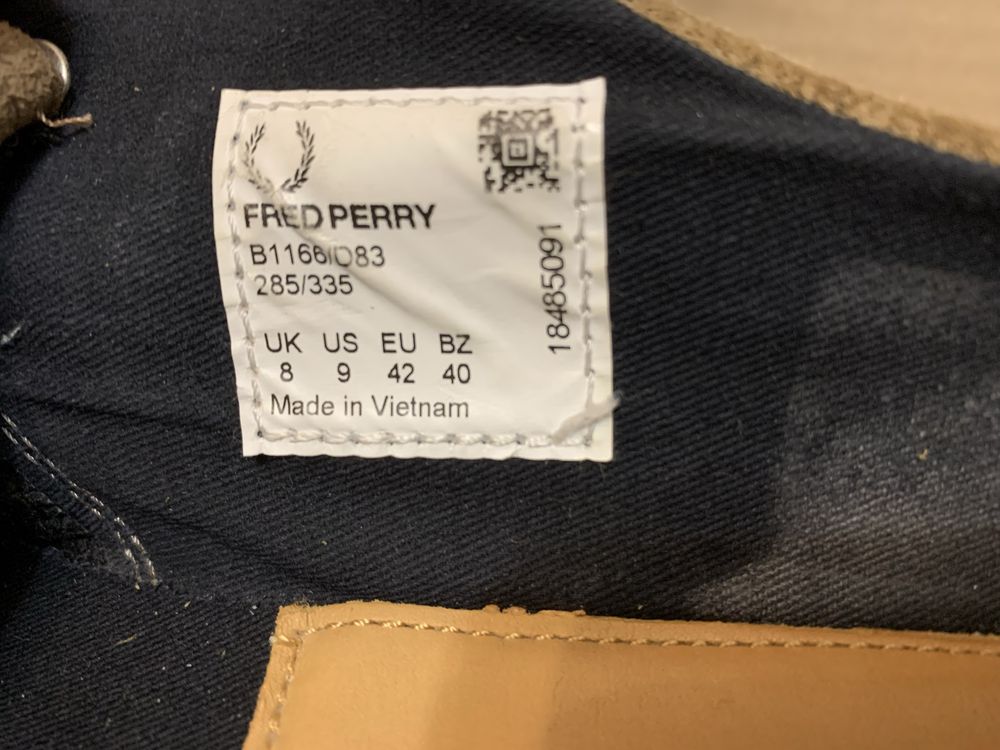 FRED PERRY
B1166/D83
285/335
UK US EU BZ
8 9 42 40
Made in Vietnam
18485091